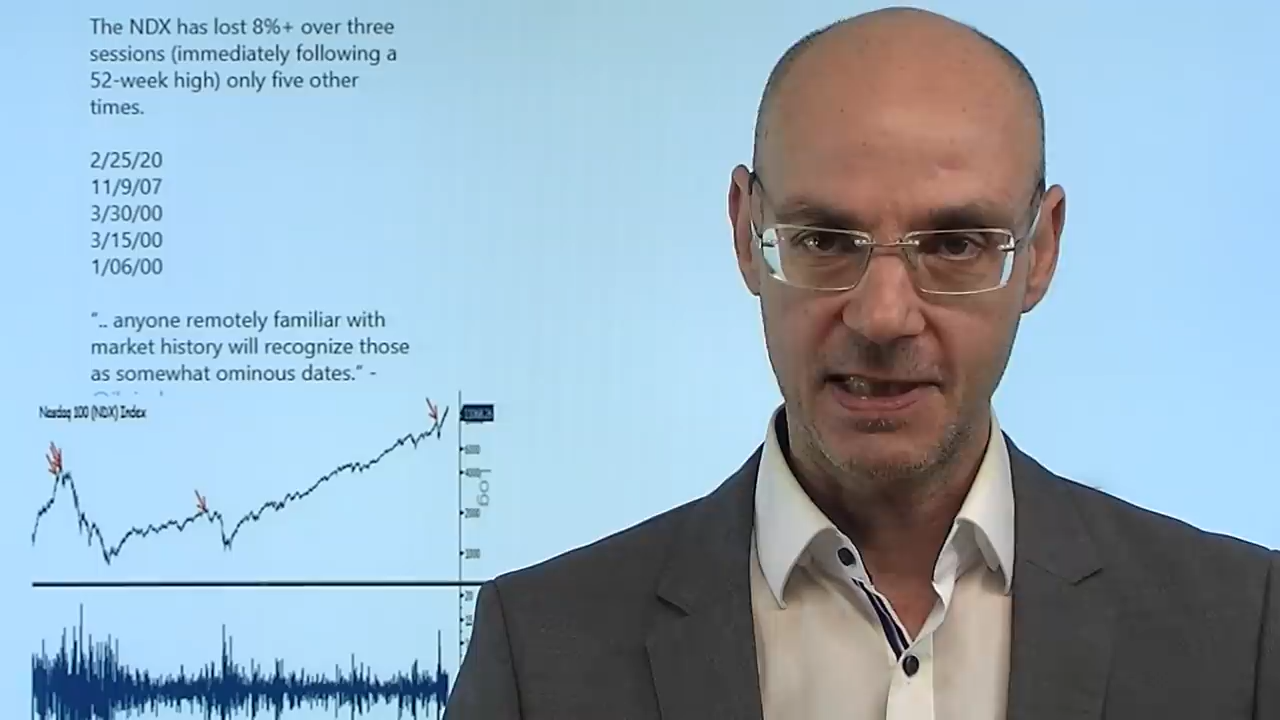 The NDX has lost 8%+ over three
sessions (immediately following a
52-week high) only five other
times.
2/25/20
11/9/07
3/30/00
3/15/00
1/06/00
“.. anyone remotely familiar with
market history will recognize those
as somewhat ominous dates.” -
Nasdaq 100 (NDX) Index
Log